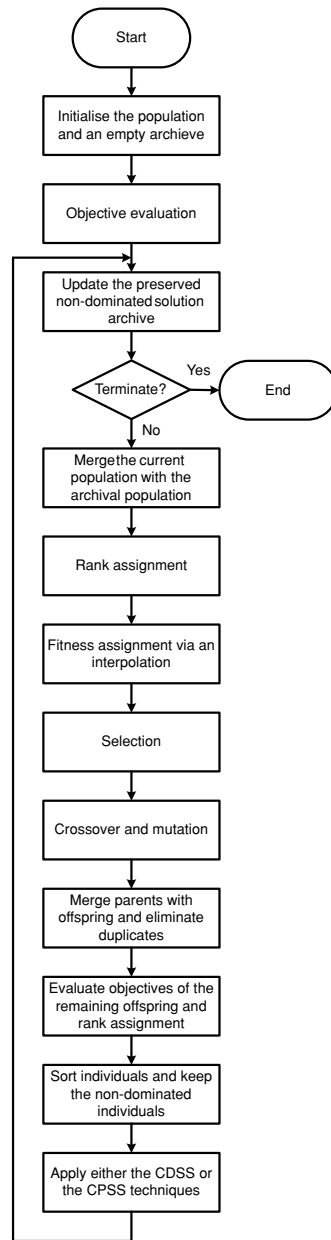 Start
Initialise the population
and an empty archieve
Objective evaluation
Update the preserved
non-dominated solution
archive
Terminate?
Yes
End
No
Merge the current
population with the
archival population
Rank assignment
Fitness assignment via an
interpolation
Selection
Crossover and mutation
Merge parents with
offspring and eliminate
duplicates
Evaluate objectives of the
remaining offspring and
rank assignment
Sort individuals and keep
the non-dominated
individuals
Apply either the CDSS or
the CPSS techniques